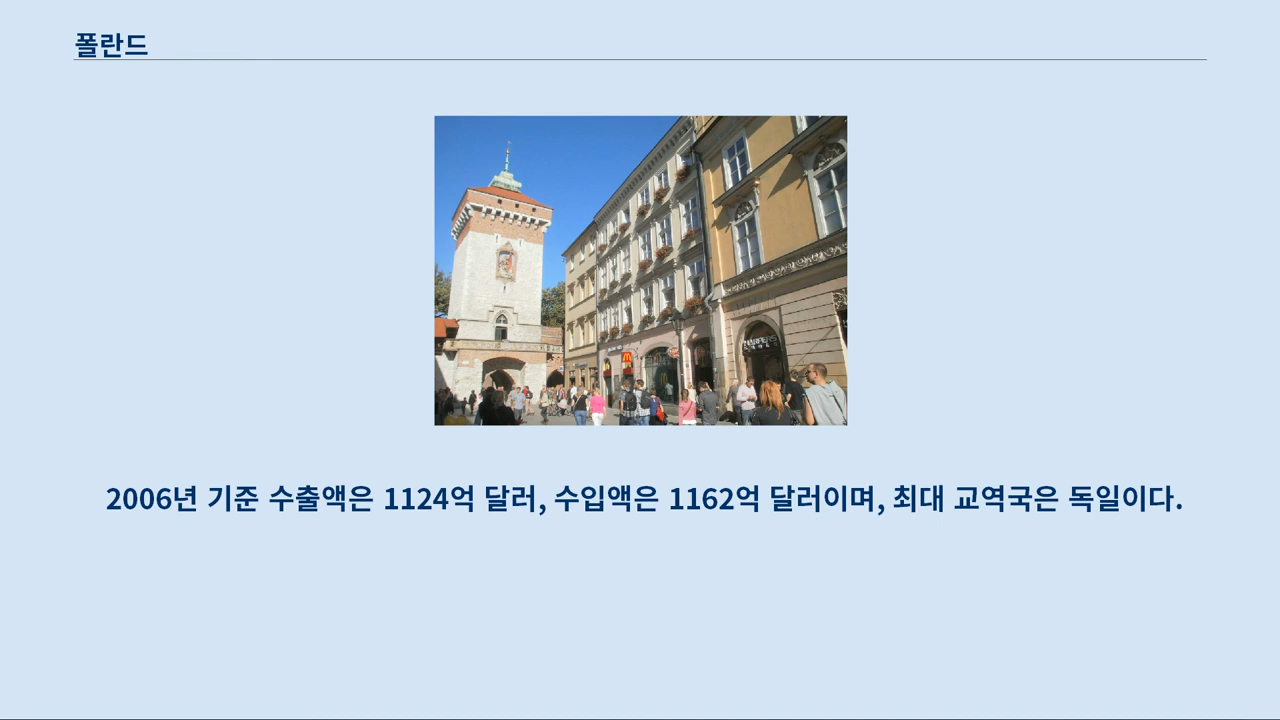 폴란드
2006년 기준 수출액은 1124억 달러, 수입액은 1162억 달러이며, 최대 교역국은 독일이다.